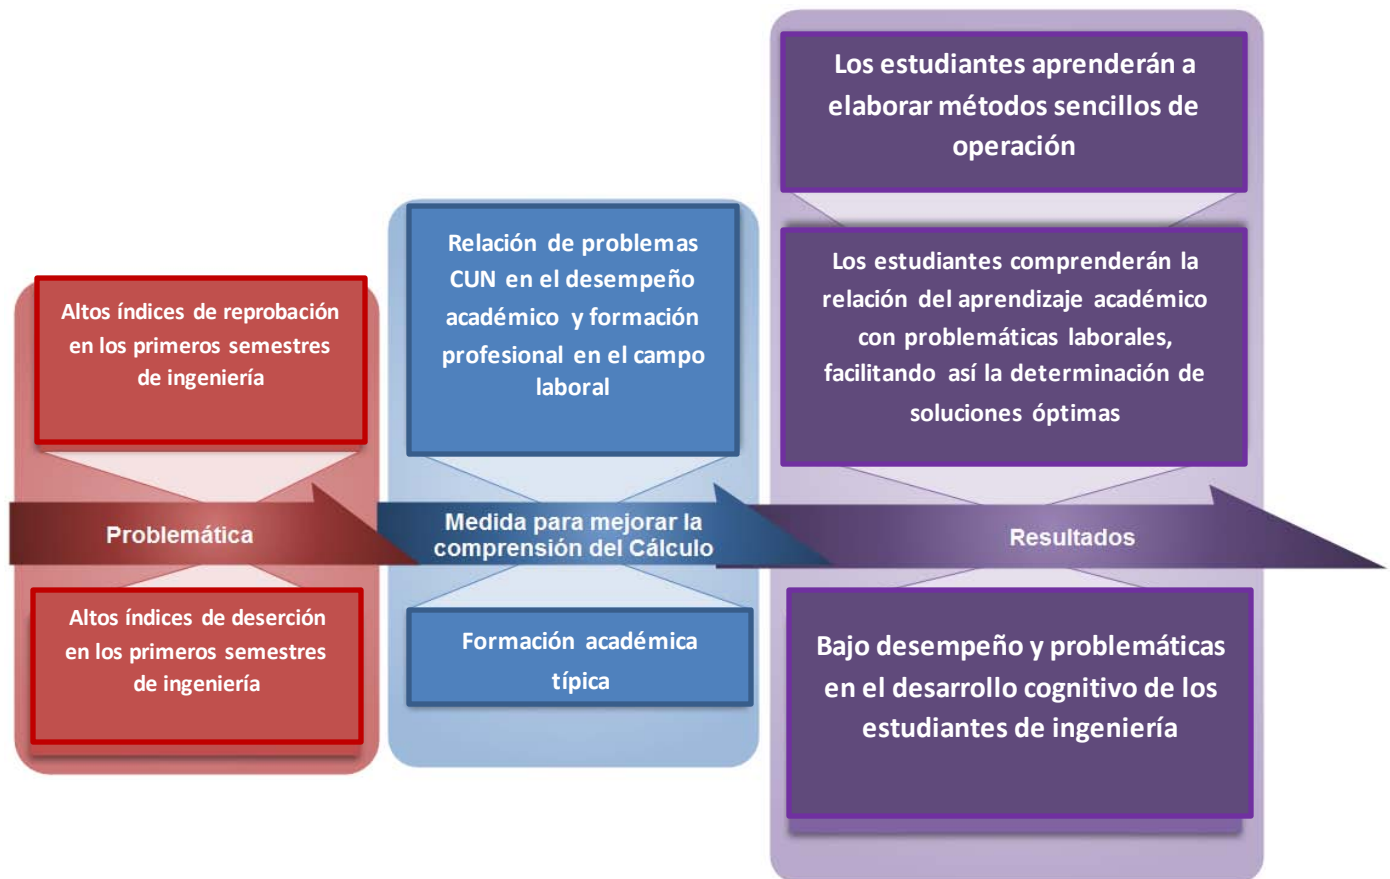 Altos índices de reprobación
en los primeros semestres
de ingeniería
Problemática
Altos índices de deserción
en los primeros semestres
de ingeniería
Relación de problemas
CUN en el desempeño
académico y formación
profesional en el campo
laboral
Medida para mejorar la
comprensión del Cálculo
Formación académica
típica
Los estudiantes aprenderán a
elaborar métodos sencillos de
operación
Los estudiantes comprenderán la
relación del aprendizaje académico
con problemáticas laborales,
facilitando así la determinación de
soluciones óptimas
Resultados
Bajo desempeño y problemáticas
en el desarrollo cognitivo de los
estudiantes de ingeniería